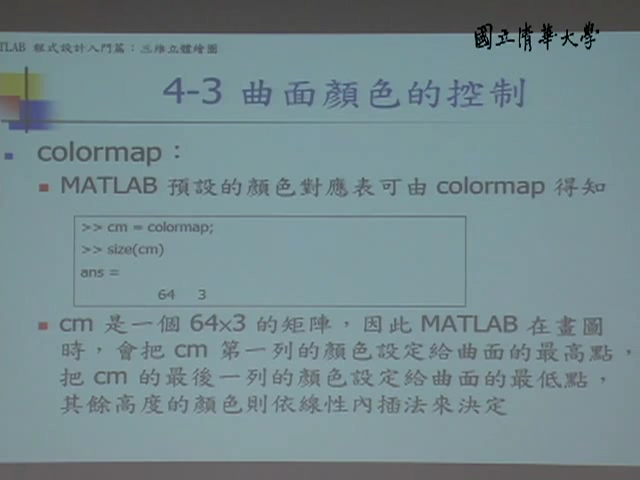 MATLAB 程式設計入門篇：三維立體繪圖
國立清華大學
4-3 曲面顏色的控制
colormap：
MATLAB 預設的顏色對應表可由 colormap 得知
>> cm = colormap;
>> size(cm)
ans =
64 3
cm 是一個 64x3 的矩陣，因此 MATLAB 在畫圖
時，會把 cm 第一列的顏色設定給曲面的最高點，
把 cm 的最後一列的顏色設定給曲面的最低點，
其餘高度的顏色則依線性內插法來決定